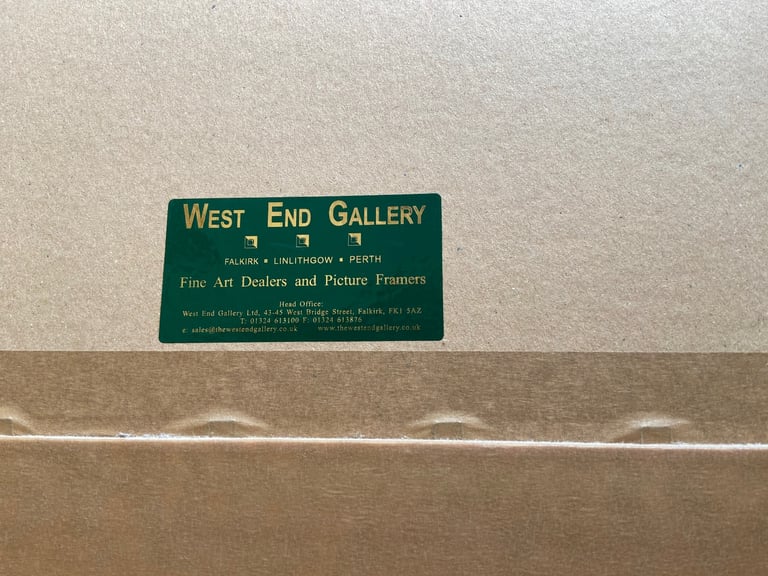 WEST END GALLERY
FALKIRK ▪ LINLITHGOW ▪ PERTH
Fine Art Dealers and Picture Framers
Head Office:
West End Gallery Ltd, 43-45 West Bridge Street, Falkirk, FK1 5AZ
T: 01324 613100 F: 01324 613876
e: sales@thewestendgallery.co.uk www.thewestendgallery.co.uk